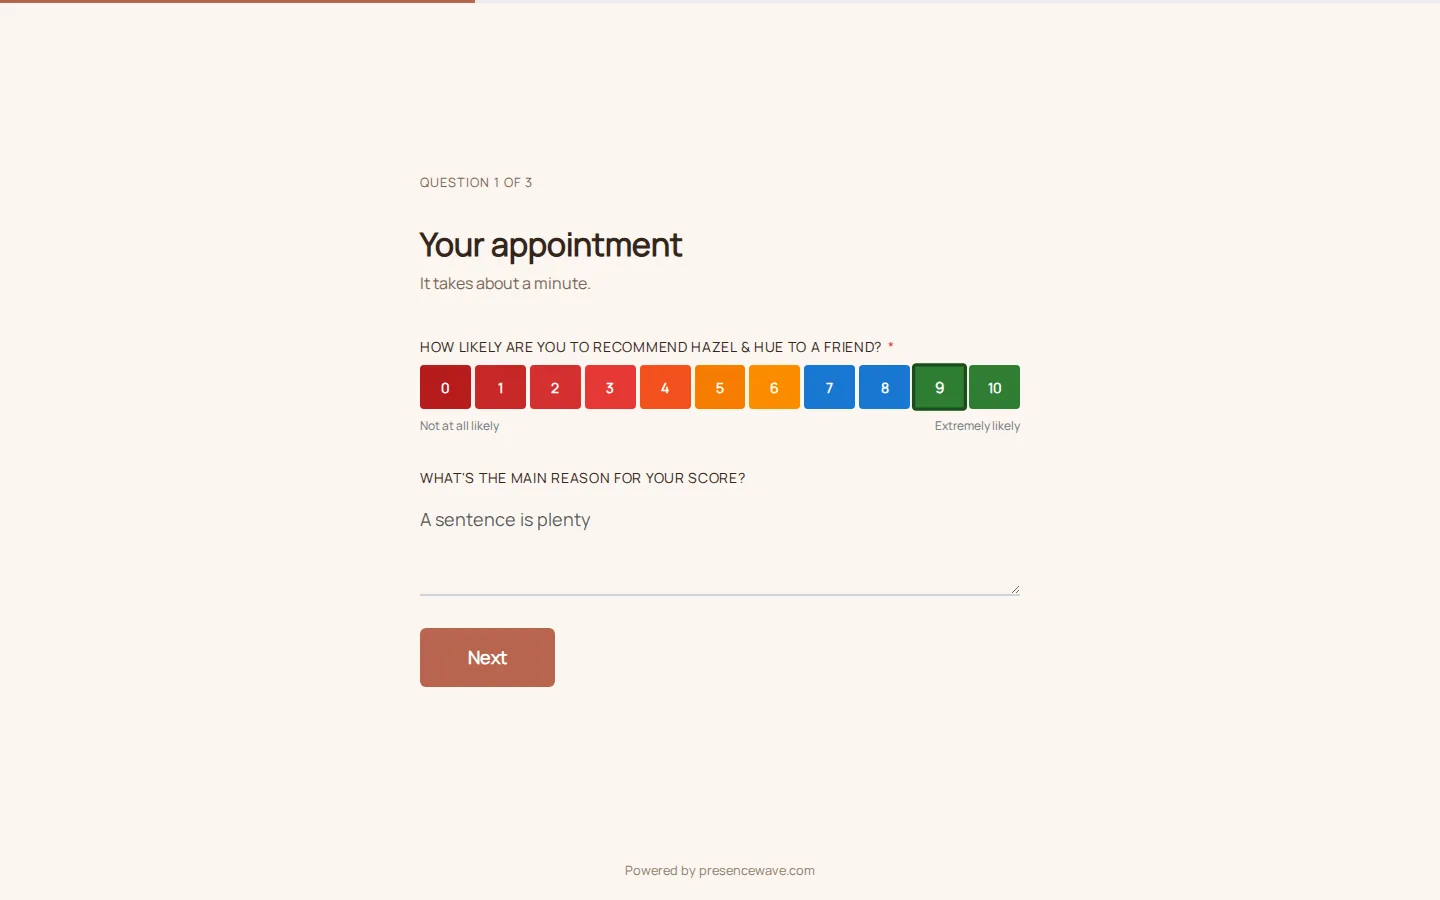 QUESTION 1 OF 3
Your appointment
It takes about a minute.
HOW LIKELY ARE YOU TO RECOMMEND HAZEL & HUE TO A FRIEND? *
0 1 2 3 4 5 6 7 8 9 10
Not at all likely Extremely likely
WHAT'S THE MAIN REASON FOR YOUR SCORE?
A sentence is plenty
Next
Powered by presencewave.com